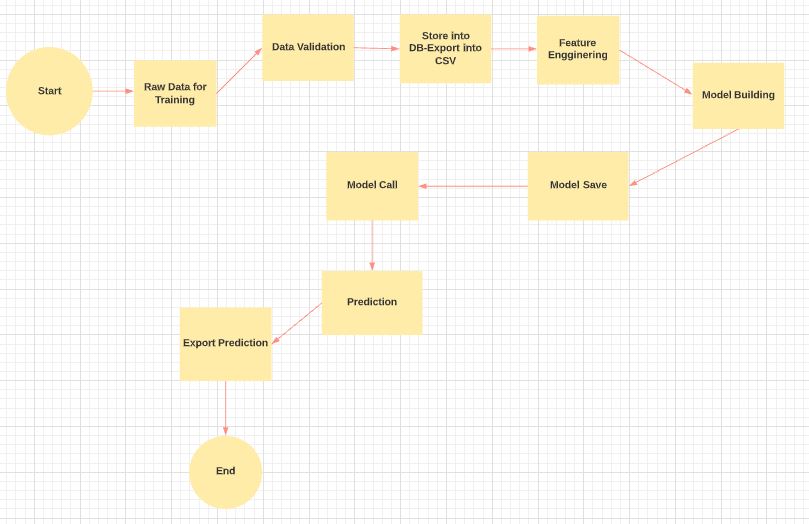 Start
Raw Data for
Training
Data Validation
Store into
DB-Export into
CSV
Feature
Engginering
Model Building
Model Save
Model Call
Prediction
Export Prediction
End